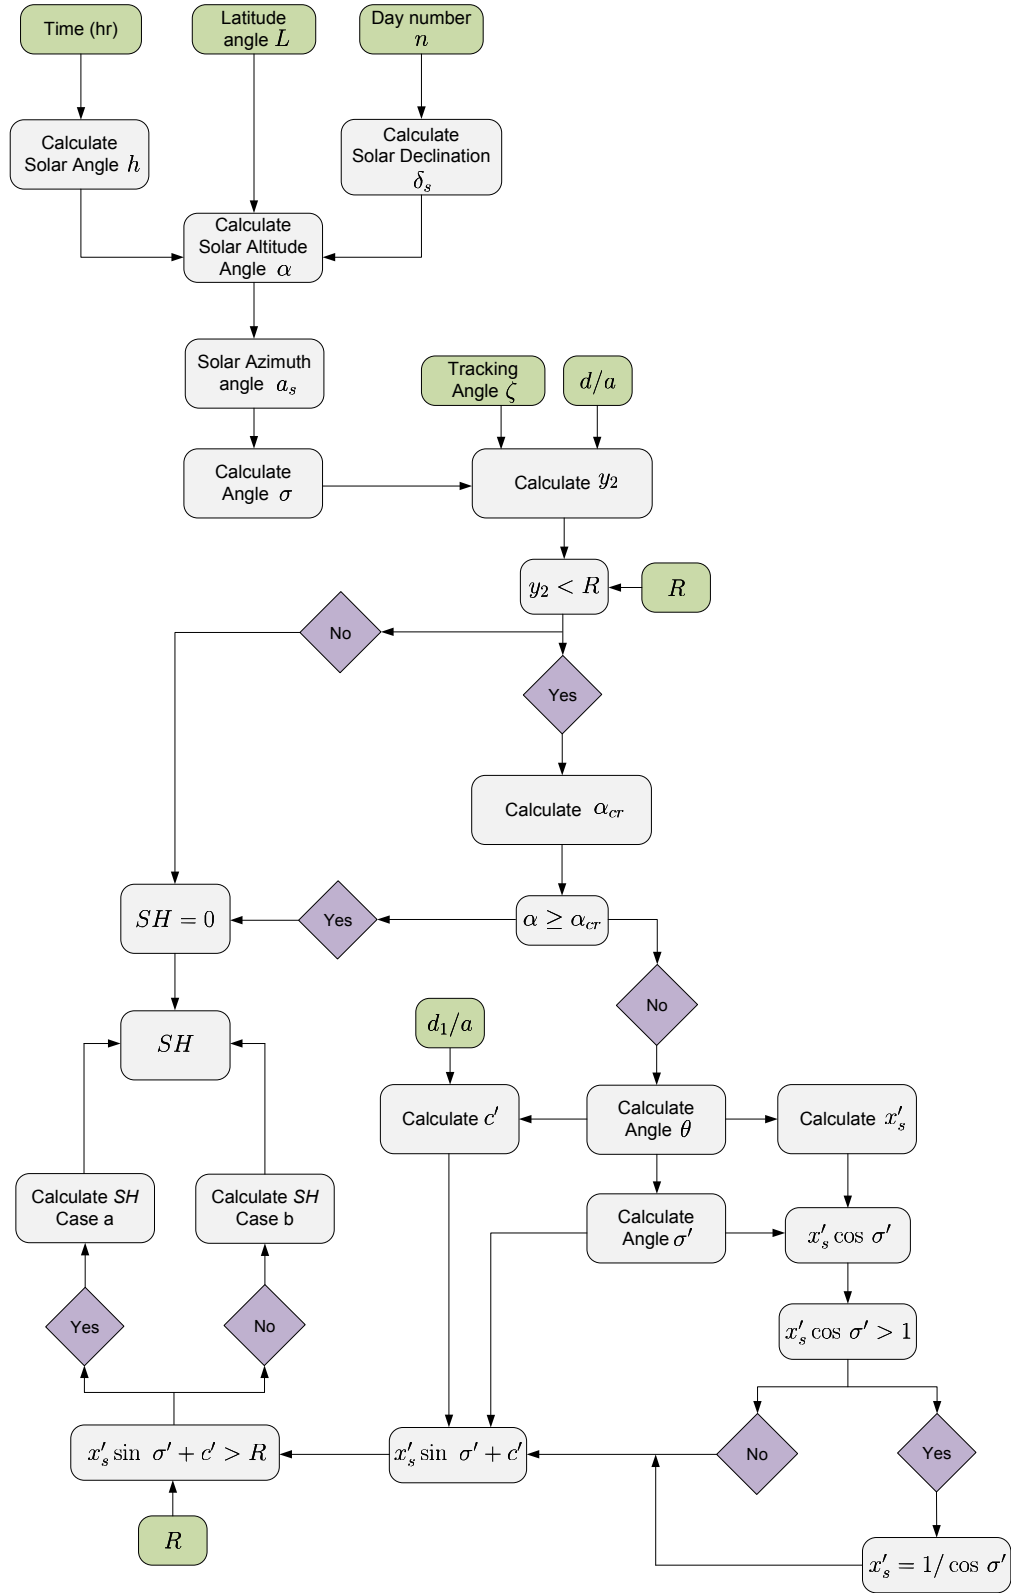 Time (hr)
Latitude
angle L
Day number
n
Calculate
Solar Angle h
Calculate
Solar Declination
δs
Calculate
Solar Altitude
Angle α
Solar Azimuth
angle as
Tracking
Angle ζ
d/a
Calculate
Angle σ
Calculate y2
y2 < R
R
No
Yes
Calculate αcr
SH = 0
Yes
α ≥ αcr
No
SH
d1/a
Calculate c′
Calculate
Angle θ
Calculate x′s
Calculate SH
Case a
Calculate SH
Case b
Calculate
Angle σ′
x′s cos σ′
Yes
No
x′s cos σ′ > 1
x′s sin σ′ + c′ > R
x′s sin σ′ + c′
No
Yes
R
x′s = 1/ cos σ′